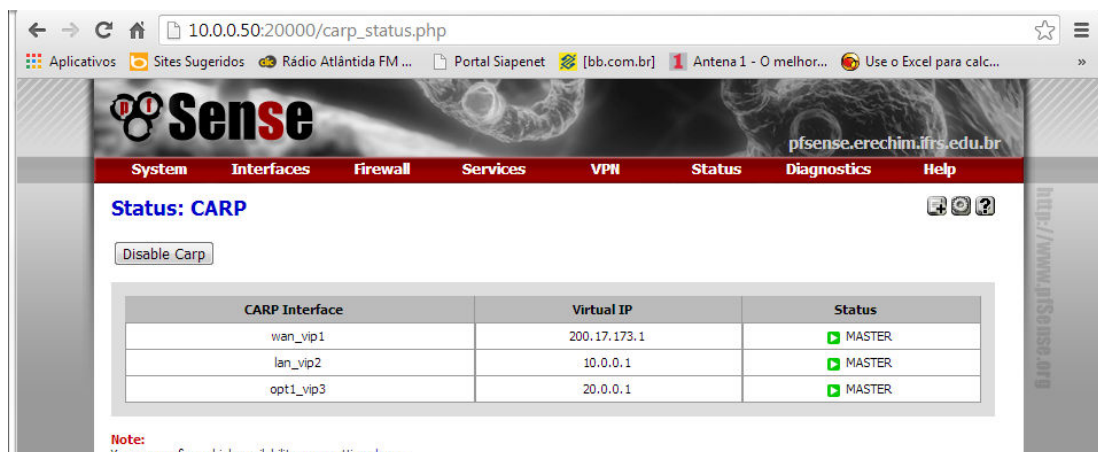 10.0.0.50:20000/carp_status.php
Aplicativos Sites Sugeridos Rádio Atlântida FM ... Portal Siapenet [bb.com.br] Antena 1 - O melhor... Use o Excel para calc... »
pf Sense
pfsense.erechim.ifrs.edu.br
System Interfaces Firewall Services VPN Status Diagnostics Help
Status: CARP
Disable Carp
CARP Interface Virtual IP Status
wan_vip1 200.17.173.1 MASTER
lan_vip2 10.0.0.1 MASTER
opt1_vip3 20.0.0.1 MASTER
Note:
http://www.pfSense.org